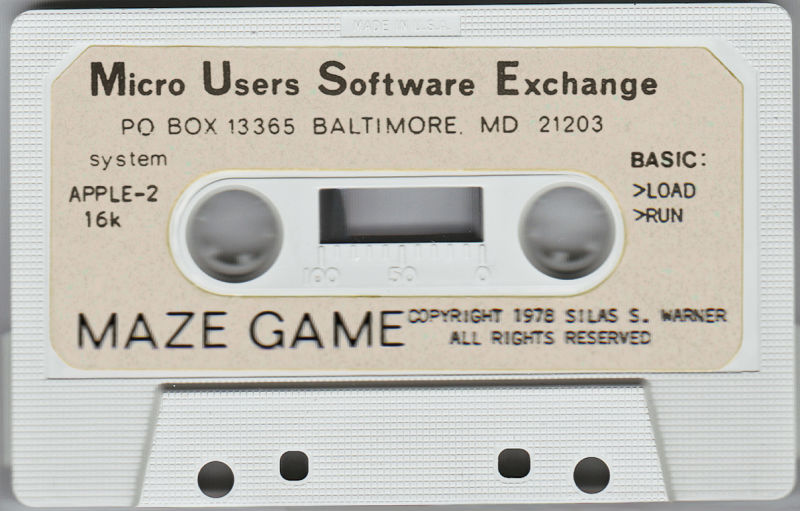 MADE IN U.S.A.
Micro Users Software Exchange
PO BOX 13365 BALTIMORE. MD 21203
system
APPLE-2
16k
BASIC:
>LOAD
>RUN
100 50 0
MAZE GAME
COPYRIGHT 1978 SILAS S. WARNER
ALL RIGHTS RESERVED